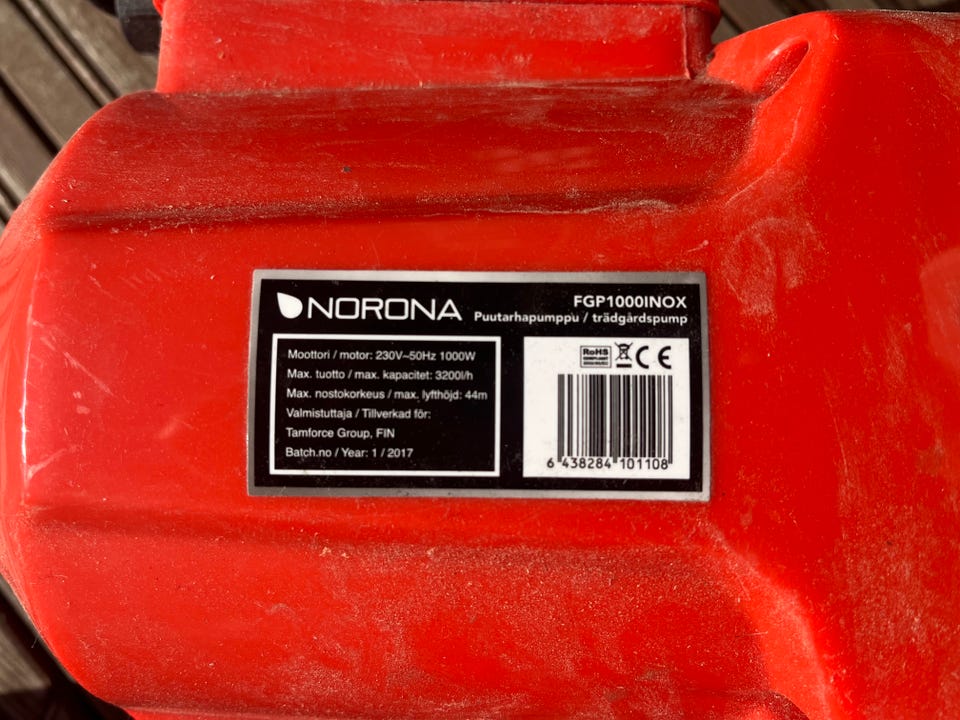 NORONA
FGP1000INOX
Puutarhapumppu / trädgårdspump
Moottori / motor: 230V~50Hz 1000W
Max. tuotto / max. kapacitet: 3200l/h
Max. nostokorkeus / max. lyfthöjd: 44m
Valmistuttaja / Tillverkad för:
Tamforce Group, FIN
Batch.no / Year: 1 / 2017
RoHS
CE
6 438284 101108